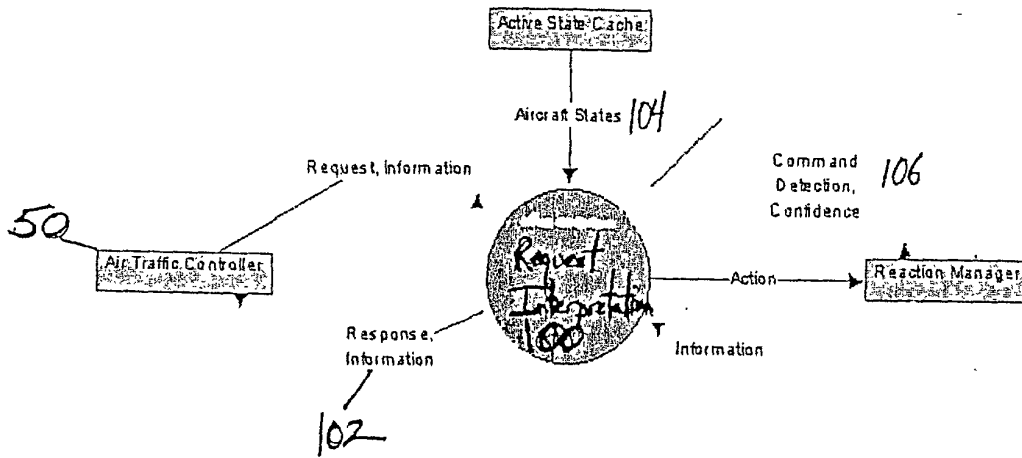 Active State Cache
Aircraft States 104
Request, Information
Command
Detection,
Confidence
106
50
Air Traffic Controller
Request
Interpretation
100
Action
Reaction Manager
Response,
Information
Information
102